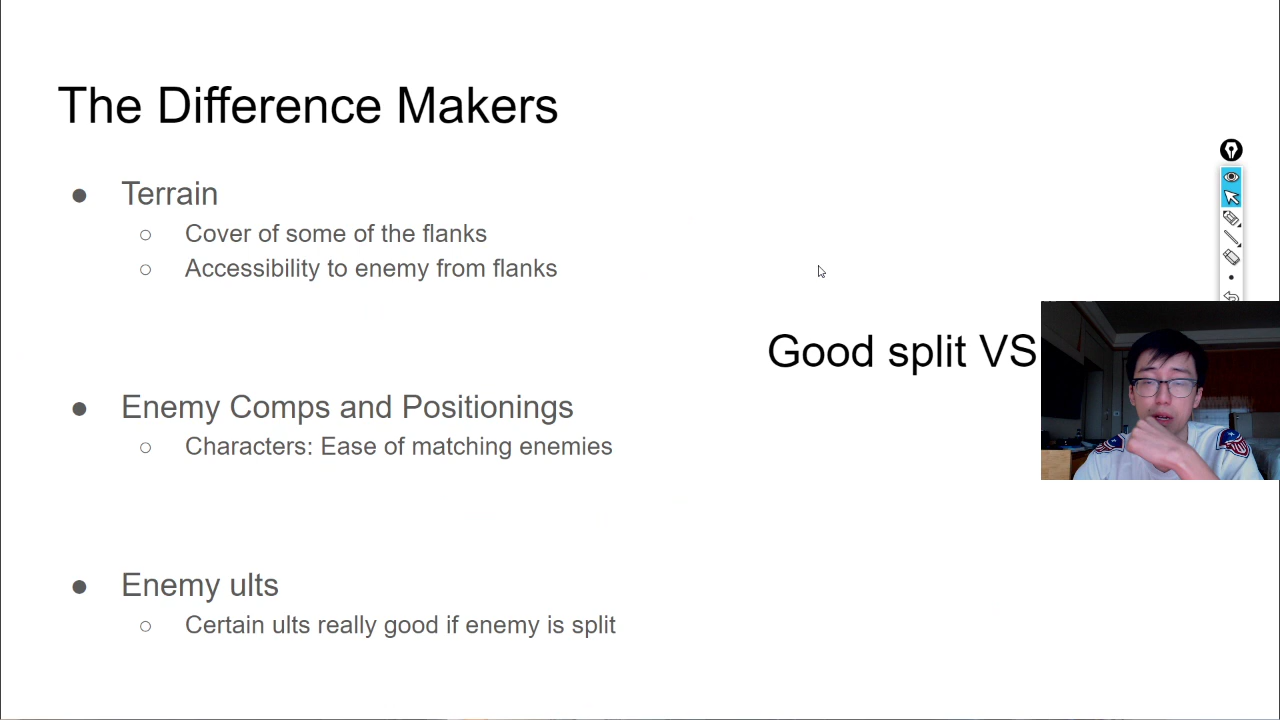 The Difference Makers
● Terrain
○ Cover of some of the flanks
○ Accessibility to enemy from flanks
Good split VS
● Enemy Comps and Positionings
○ Characters: Ease of matching enemies
● Enemy ults
○ Certain ults really good if enemy is split